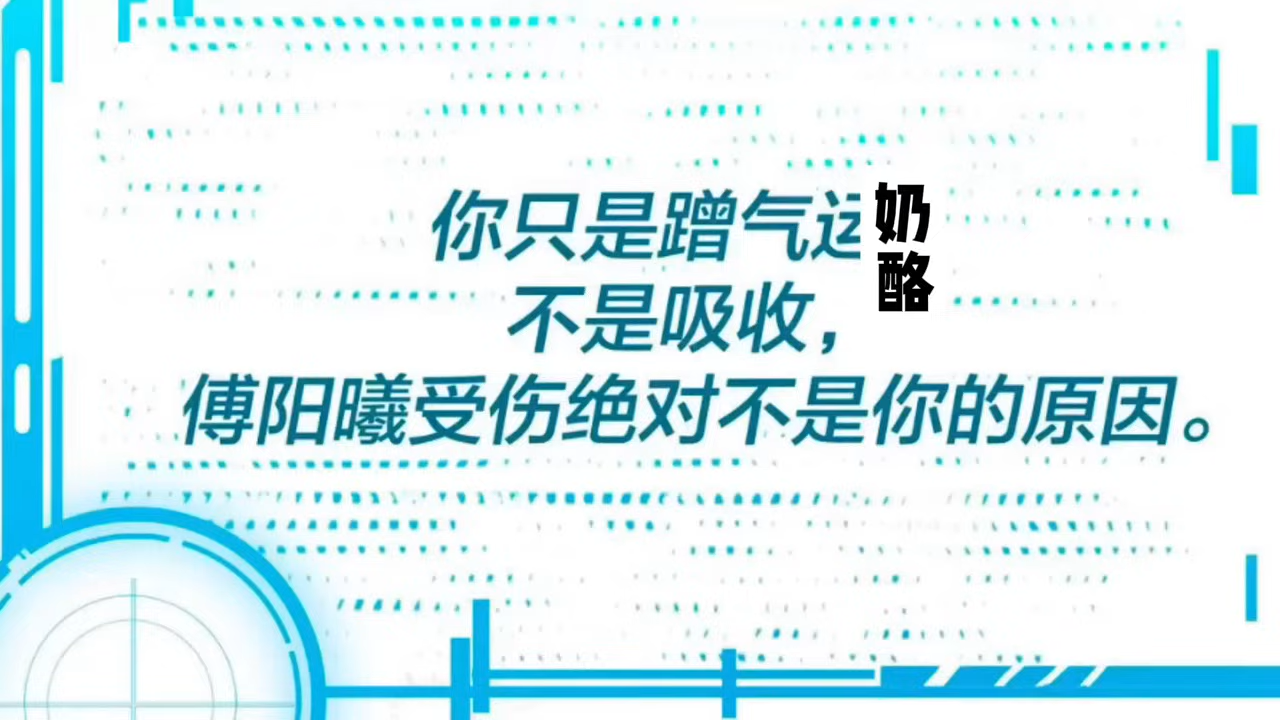 你只是蹭气运
不是吸收，
傅阳曦受伤绝对不是你的原因。
奶
酪